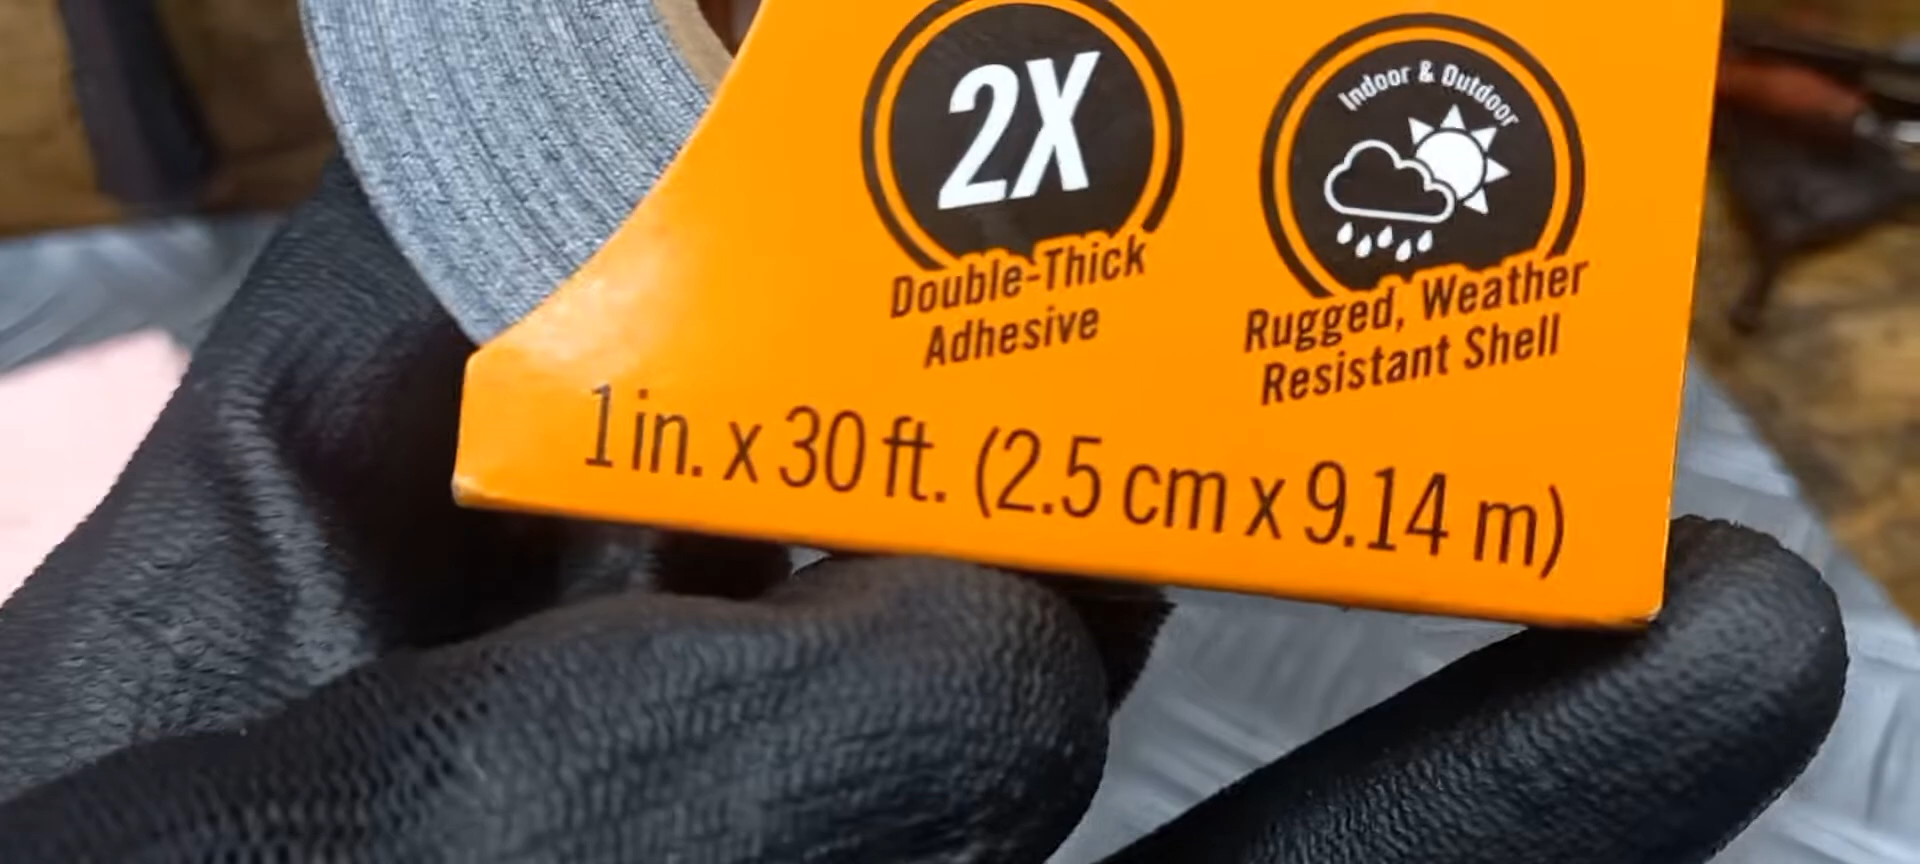 2X
Double-Thick
Adhesive
Indoor & Outdoor
Rugged, Weather
Resistant Shell
1 in. x 30 ft. (2.5 cm x 9.14 m)